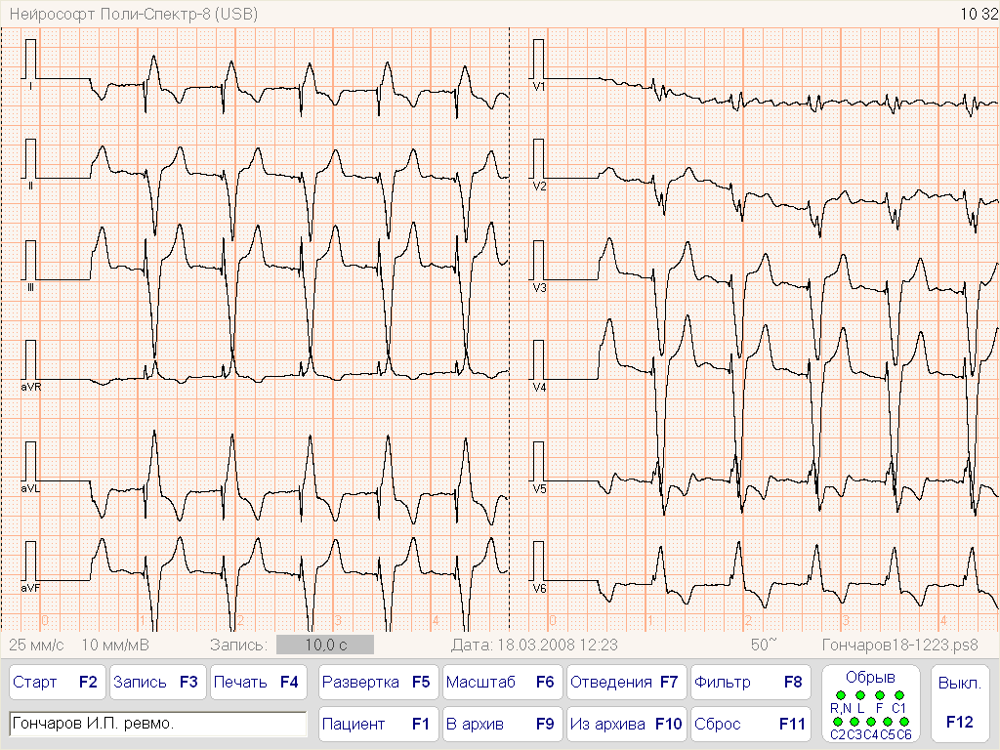 Нейрософт Поли-Спектр-8 (USB) 10 32
I V1
II V2
III V3
aVR V4
aVL V5
aVF V6
0 1 2 3 4 0 1 2 3 4
25 мм/с 10 мм/мВ Запись: 10,0 с Дата: 18.03.2008 12:23 50~ Гончаров18-1223.ps8
Старт F2 Запись F3 Печать F4 Развертка F5 Масштаб F6 Отведения F7 Фильтр F8 Обрыв Выкл.
R,N L F C1
Гончаров И.П. ревмо. Пациент F1 В архив F9 Из архива F10 Сброс F11 F12
C2 C3 C4 C5 C6